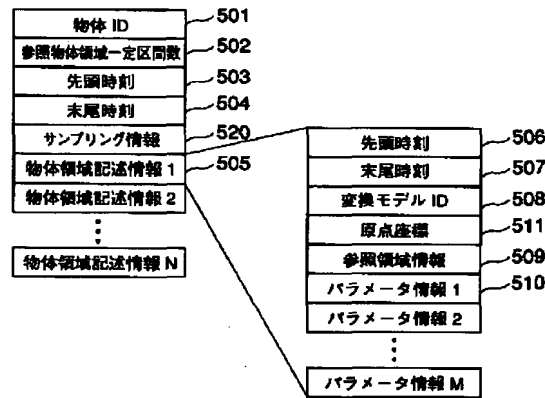 物体 ID
501
参照物体領域一定区間数
502
先頭時刻
503
末尾時刻
504
サンプリング情報
520
物体領域記述情報 1
505
物体領域記述情報 2
物体領域記述情報 N
先頭時刻
506
末尾時刻
507
変換モデル ID
508
原点座標
511
参照領域情報
509
パラメータ情報 1
510
パラメータ情報 2
パラメータ情報 M